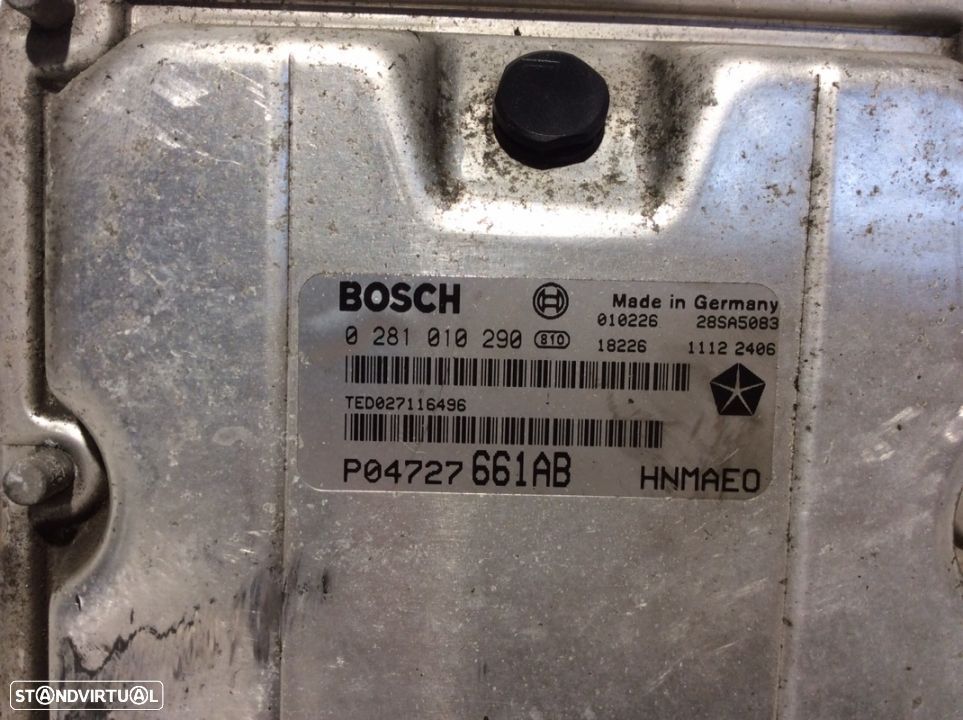 BOSCH
Made in Germany
010226 28SA5083
0 281 010 290 810
18226 1112 2406
TED027116496
P04727661AB HNMAEO
STANDVIRTUAL